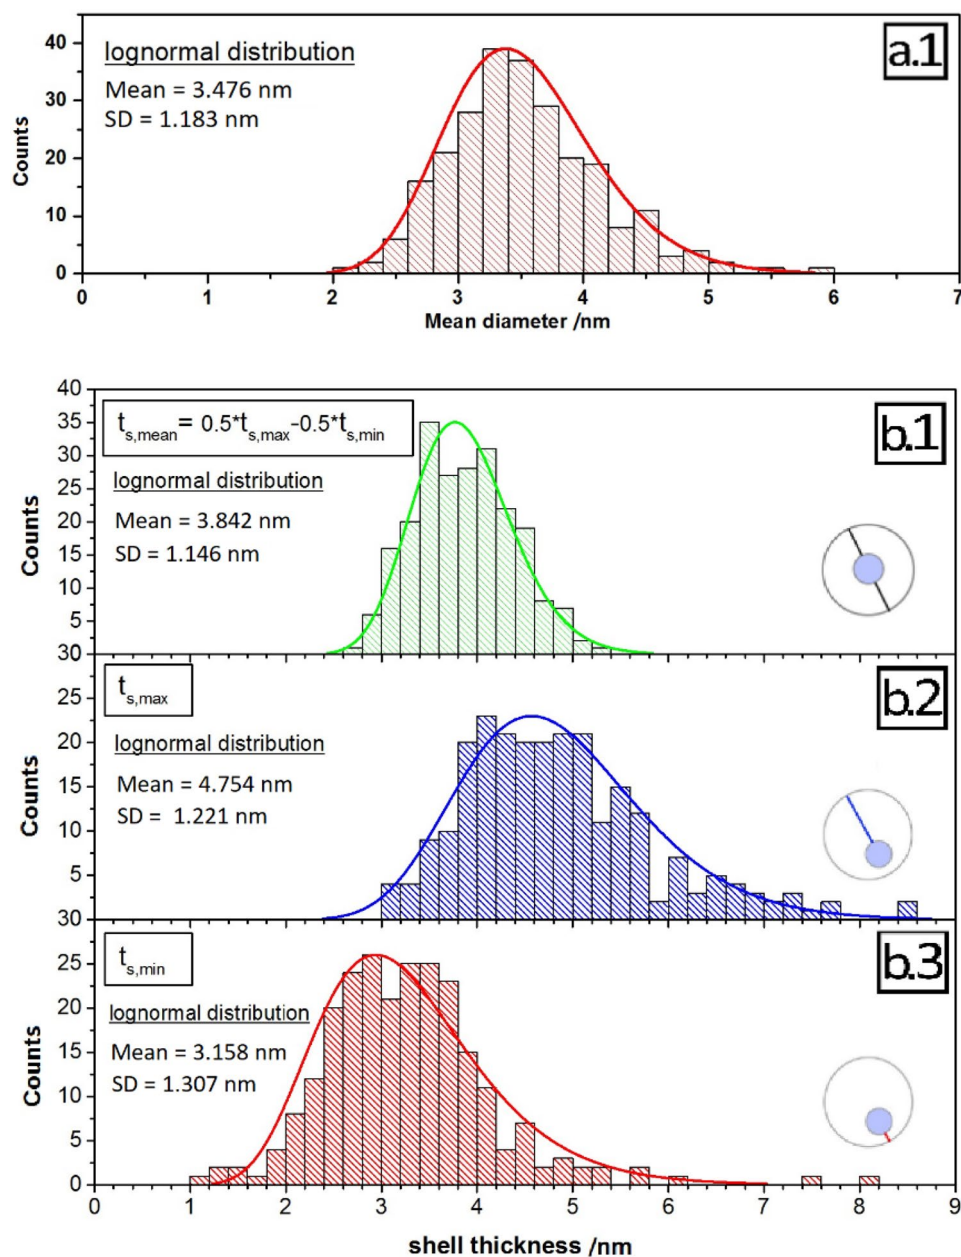 a.1
lognormal distribution
Mean = 3.476 nm
SD = 1.183 nm
Counts
40
30
20
10
0
0 1 2 3 4 5 6 7
Mean diameter /nm
b.1
t_s,mean = 0.5*t_s,max-0.5*t_s,min
lognormal distribution
Mean = 3.842 nm
SD = 1.146 nm
Counts
40
35
30
25
20
15
10
5
30
b.2
t_s,max
lognormal distribution
Mean = 4.754 nm
SD = 1.221 nm
Counts
25
20
15
10
5
30
b.3
t_s,min
lognormal distribution
Mean = 3.158 nm
SD = 1.307 nm
Counts
25
20
15
10
5
0
0 1 2 3 4 5 6 7 8 9
shell thickness /nm